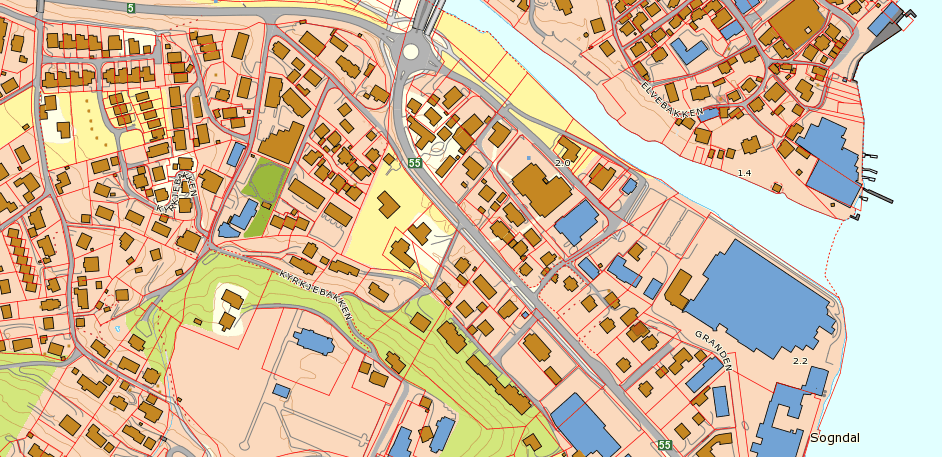 5
ELVEBAKKEN
55
2.0
1.4
KYRKJEBAKKEN
KYRKJEBAKKEN
GRANDEN
2.2
Sogndal
55